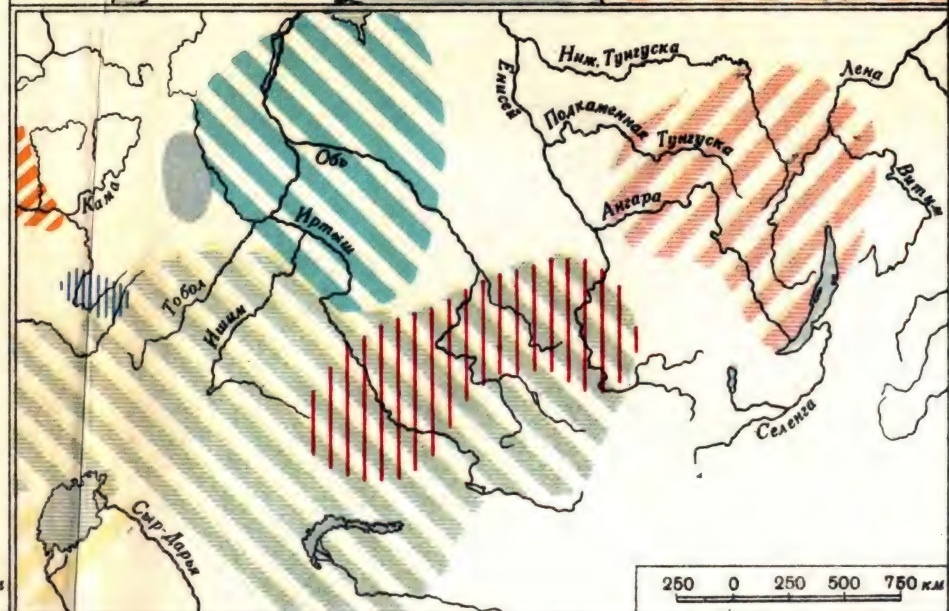 Ниж. Тунгуска
Лена
Енисей
Подкаменная Тунгуска
Витим
Обь
Кама
Ангара
Иртыш
Тобол
Ишим
Селенга
Сыр-Дарья
250 0 250 500 750 км